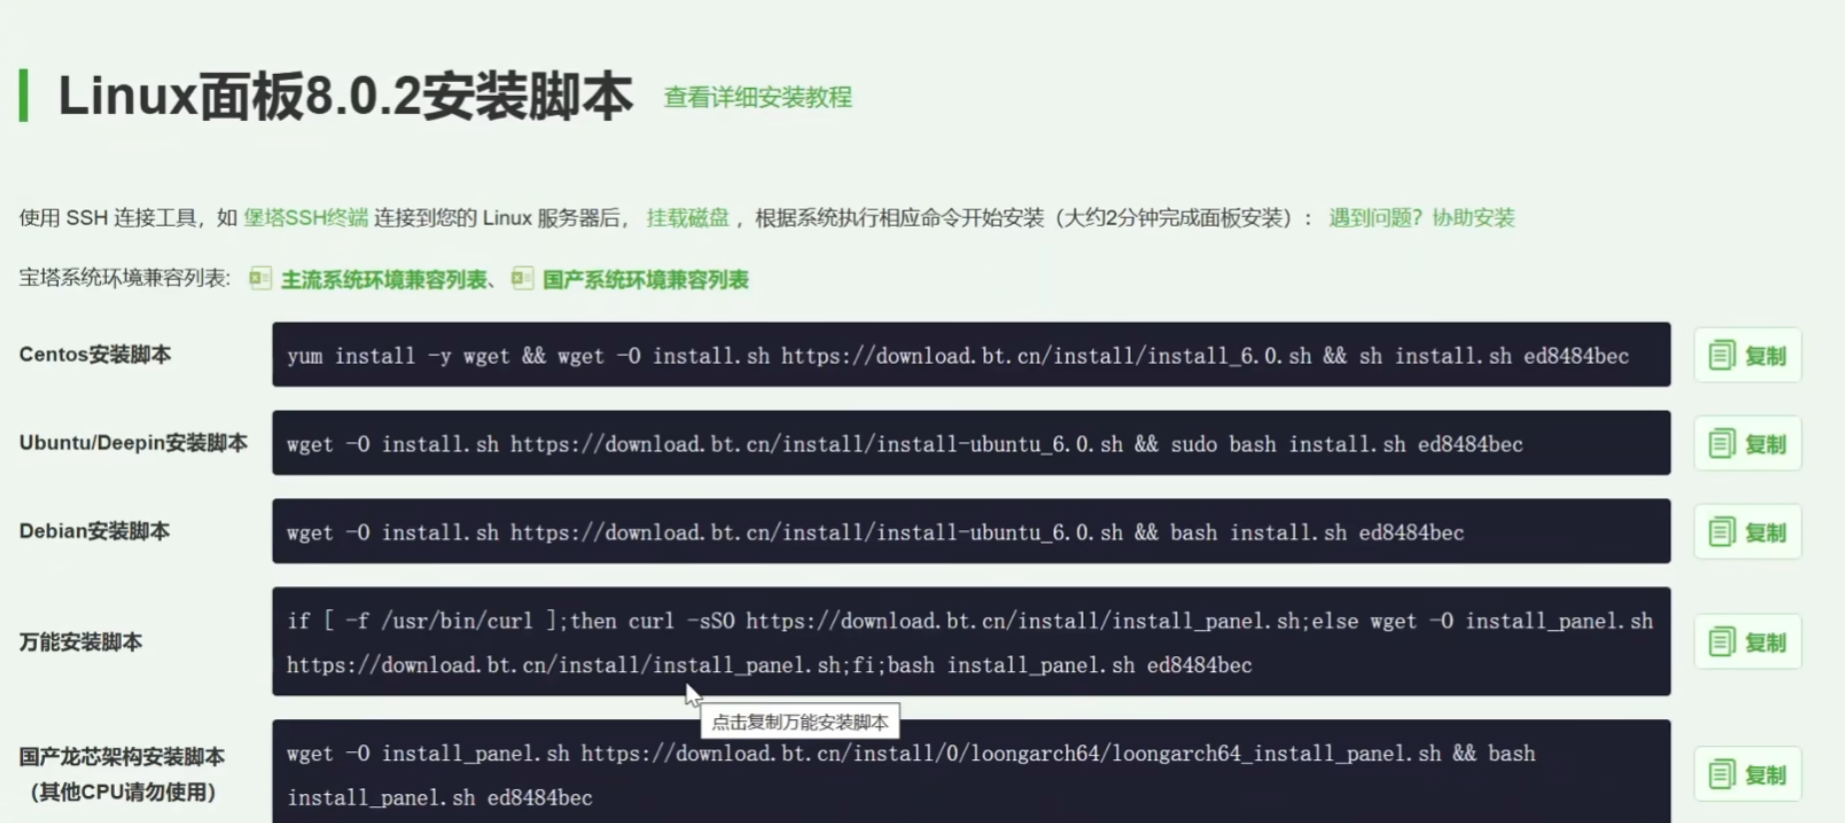 Linux面板8.0.2安装脚本 查看详细安装教程
使用 SSH 连接工具，如 堡塔SSH终端 连接到您的 Linux 服务器后， 挂载磁盘 ，根据系统执行相应命令开始安装（大约2分钟完成面板安装）： 遇到问题？协助安装
宝塔系统环境兼容列表: 主流系统环境兼容列表、 国产系统环境兼容列表
Centos安装脚本 yum install -y wget && wget -O install.sh https://download.bt.cn/install/install_6.0.sh && sh install.sh ed8484bec 复制
Ubuntu/Deepin安装脚本 wget -O install.sh https://download.bt.cn/install/install-ubuntu_6.0.sh && sudo bash install.sh ed8484bec 复制
Debian安装脚本 wget -O install.sh https://download.bt.cn/install/install-ubuntu_6.0.sh && bash install.sh ed8484bec 复制
万能安装脚本 if [ -f /usr/bin/curl ];then curl -sSO https://download.bt.cn/install/install_panel.sh;else wget -O install_panel.sh
https://download.bt.cn/install/install_panel.sh;fi;bash install_panel.sh ed8484bec 复制
点击复制万能安装脚本
国产龙芯架构安装脚本 wget -O install_panel.sh https://download.bt.cn/install/0/loongarch64/loongarch64_install_panel.sh && bash
（其他CPU请勿使用） install_panel.sh ed8484bec 复制